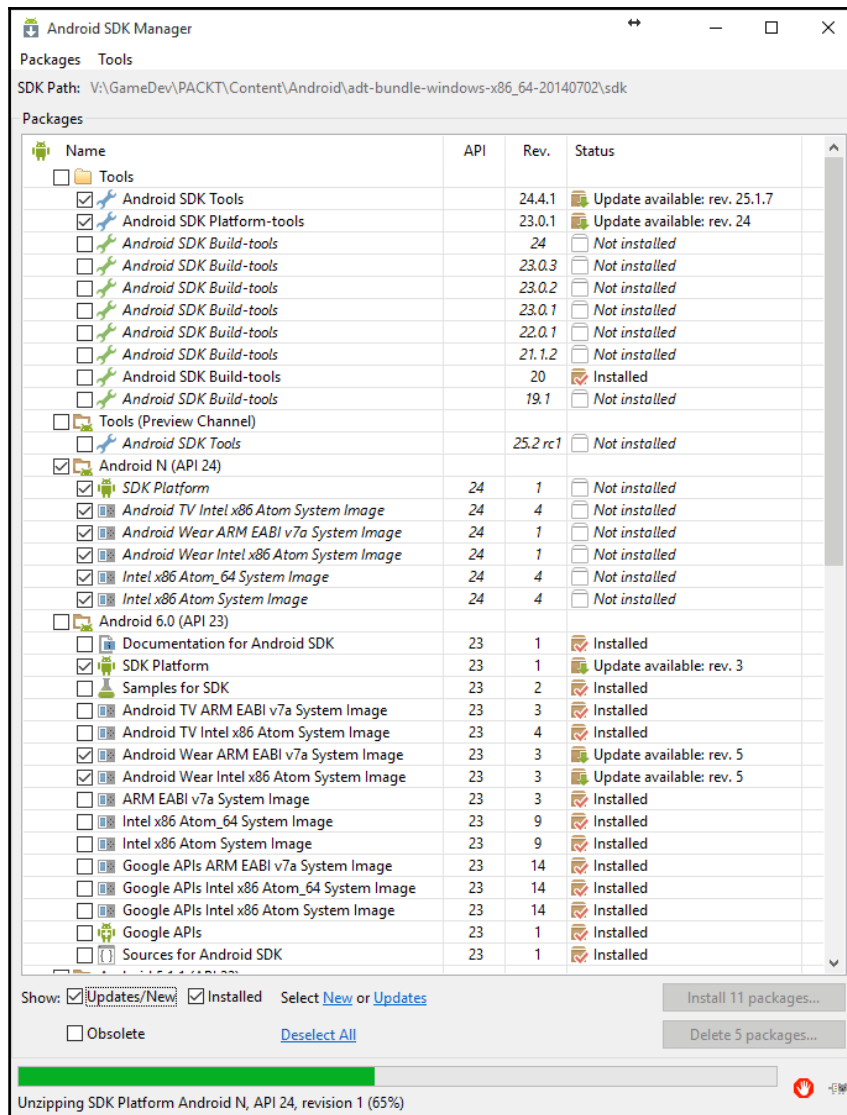 Android SDK Manager
Packages Tools
SDK Path: V:\GameDev\PACKT\Content\Android\adt-bundle-windows-x86_64-20140702\sdk
Packages
Name API Rev. Status
Tools
Android SDK Tools 24.4.1 Update available: rev. 25.1.7
Android SDK Platform-tools 23.0.1 Update available: rev. 24
Android SDK Build-tools 24 Not installed
Android SDK Build-tools 23.0.3 Not installed
Android SDK Build-tools 23.0.2 Not installed
Android SDK Build-tools 23.0.1 Not installed
Android SDK Build-tools 22.0.1 Not installed
Android SDK Build-tools 21.1.2 Not installed
Android SDK Build-tools 20 Installed
Android SDK Build-tools 19.1 Not installed
Tools (Preview Channel)
Android SDK Tools 25.2 rc1 Not installed
Android N (API 24)
SDK Platform 24 1 Not installed
Android TV Intel x86 Atom System Image 24 4 Not installed
Android Wear ARM EABI v7a System Image 24 1 Not installed
Android Wear Intel x86 Atom System Image 24 1 Not installed
Intel x86 Atom_64 System Image 24 4 Not installed
Intel x86 Atom System Image 24 4 Not installed
Android 6.0 (API 23)
Documentation for Android SDK 23 1 Installed
SDK Platform 23 1 Update available: rev. 3
Samples for SDK 23 2 Installed
Android TV ARM EABI v7a System Image 23 3 Installed
Android TV Intel x86 Atom System Image 23 4 Installed
Android Wear ARM EABI v7a System Image 23 3 Update available: rev. 5
Android Wear Intel x86 Atom System Image 23 3 Update available: rev. 5
ARM EABI v7a System Image 23 3 Installed
Intel x86 Atom_64 System Image 23 9 Installed
Intel x86 Atom System Image 23 9 Installed
Google APIs ARM EABI v7a System Image 23 14 Installed
Google APIs Intel x86 Atom_64 System Image 23 14 Installed
Google APIs Intel x86 Atom System Image 23 14 Installed
Google APIs 23 1 Installed
Sources for Android SDK 23 1 Installed
Show: Updates/New Installed Select New or Updates Install 11 packages...
Obsolete Deselect All Delete 5 packages...
Unzipping SDK Platform Android N, API 24, revision 1 (65%)